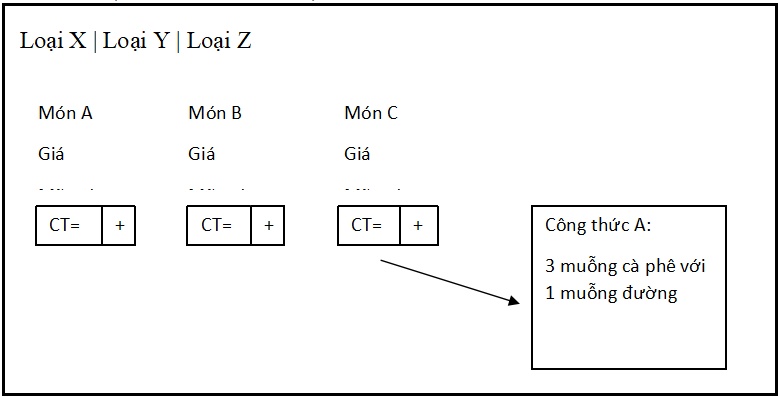 Loại X | Loại Y | Loại Z
Món A Món B Món C
Giá Giá Giá
CT= + CT= + CT= +
Công thức A:
3 muỗng cà phê với
1 muỗng đường